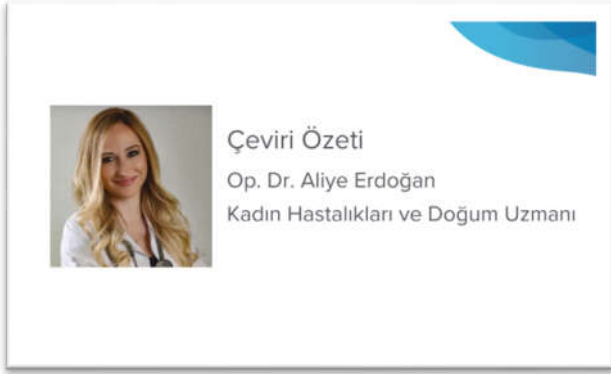 Çeviri Özeti
Op. Dr. Aliye Erdoğan
Kadın Hastalıkları ve Doğum Uzmanı